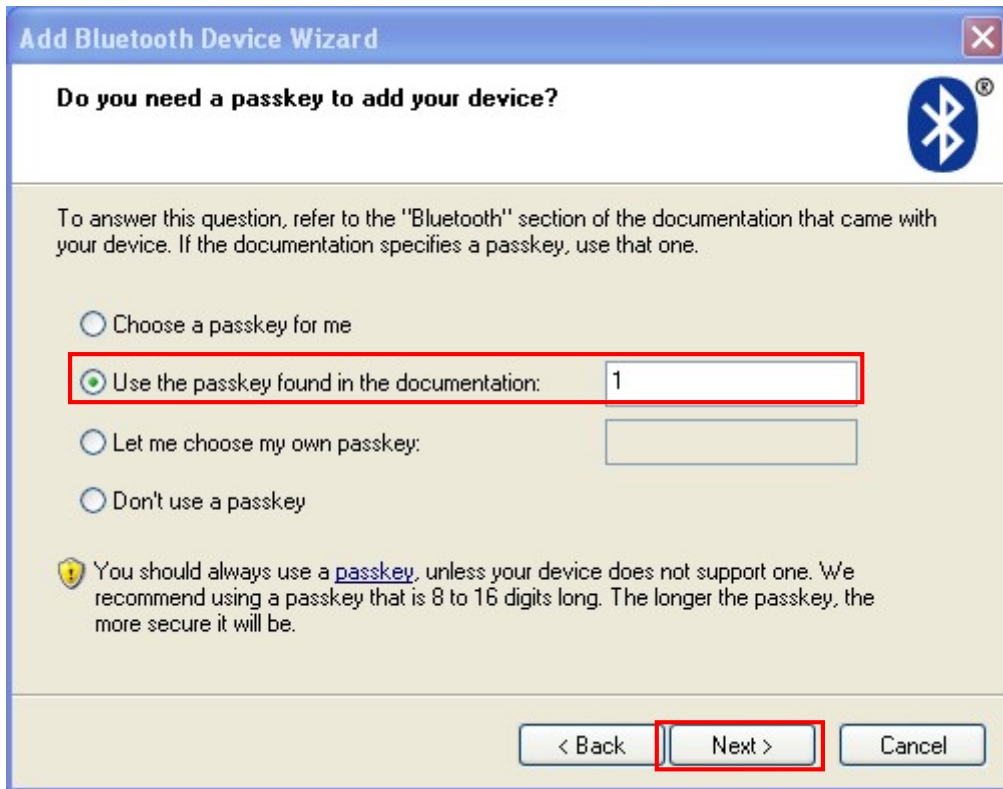 Add Bluetooth Device Wizard
Do you need a passkey to add your device?
®
To answer this question, refer to the "Bluetooth" section of the documentation that came with
your device. If the documentation specifies a passkey, use that one.
Choose a passkey for me
Use the passkey found in the documentation: 1
Let me choose my own passkey:
Don't use a passkey
You should always use a passkey, unless your device does not support one. We
recommend using a passkey that is 8 to 16 digits long. The longer the passkey, the
more secure it will be.
< Back Next > Cancel